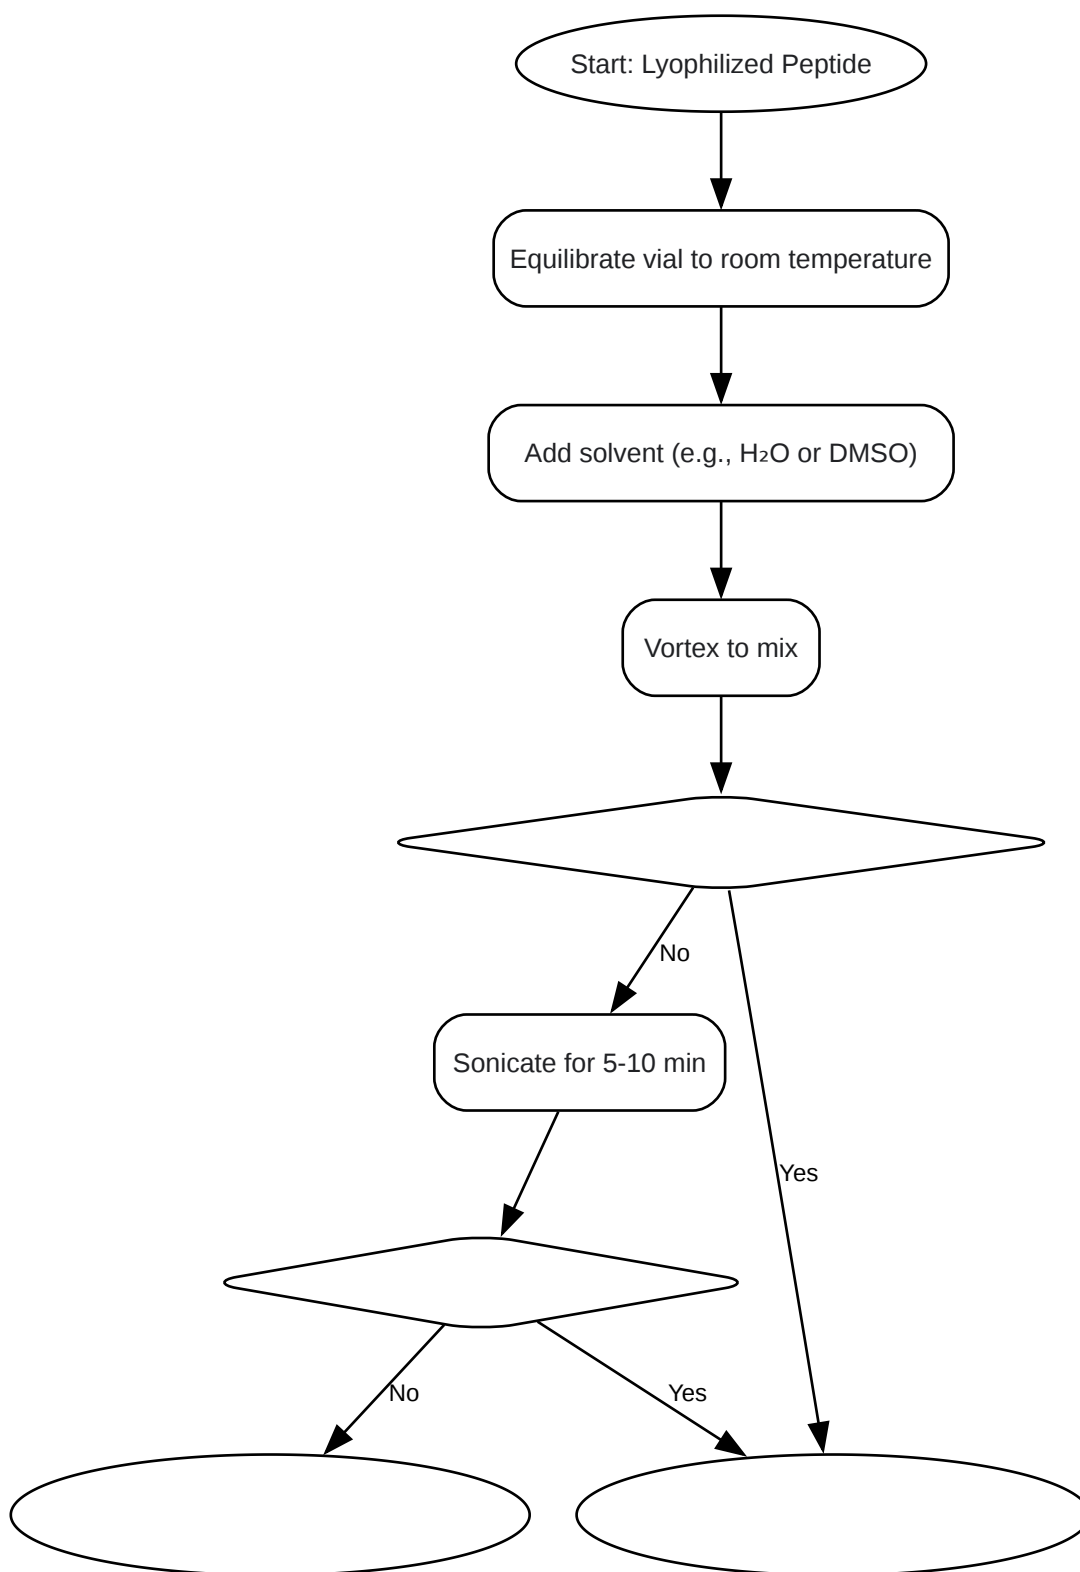 Start: Lyophilized Peptide
Equilibrate vial to room temperature
Add solvent (e.g., H₂O or DMSO)
Vortex to mix
No
Sonicate for 5-10 min
Yes
No
Yes